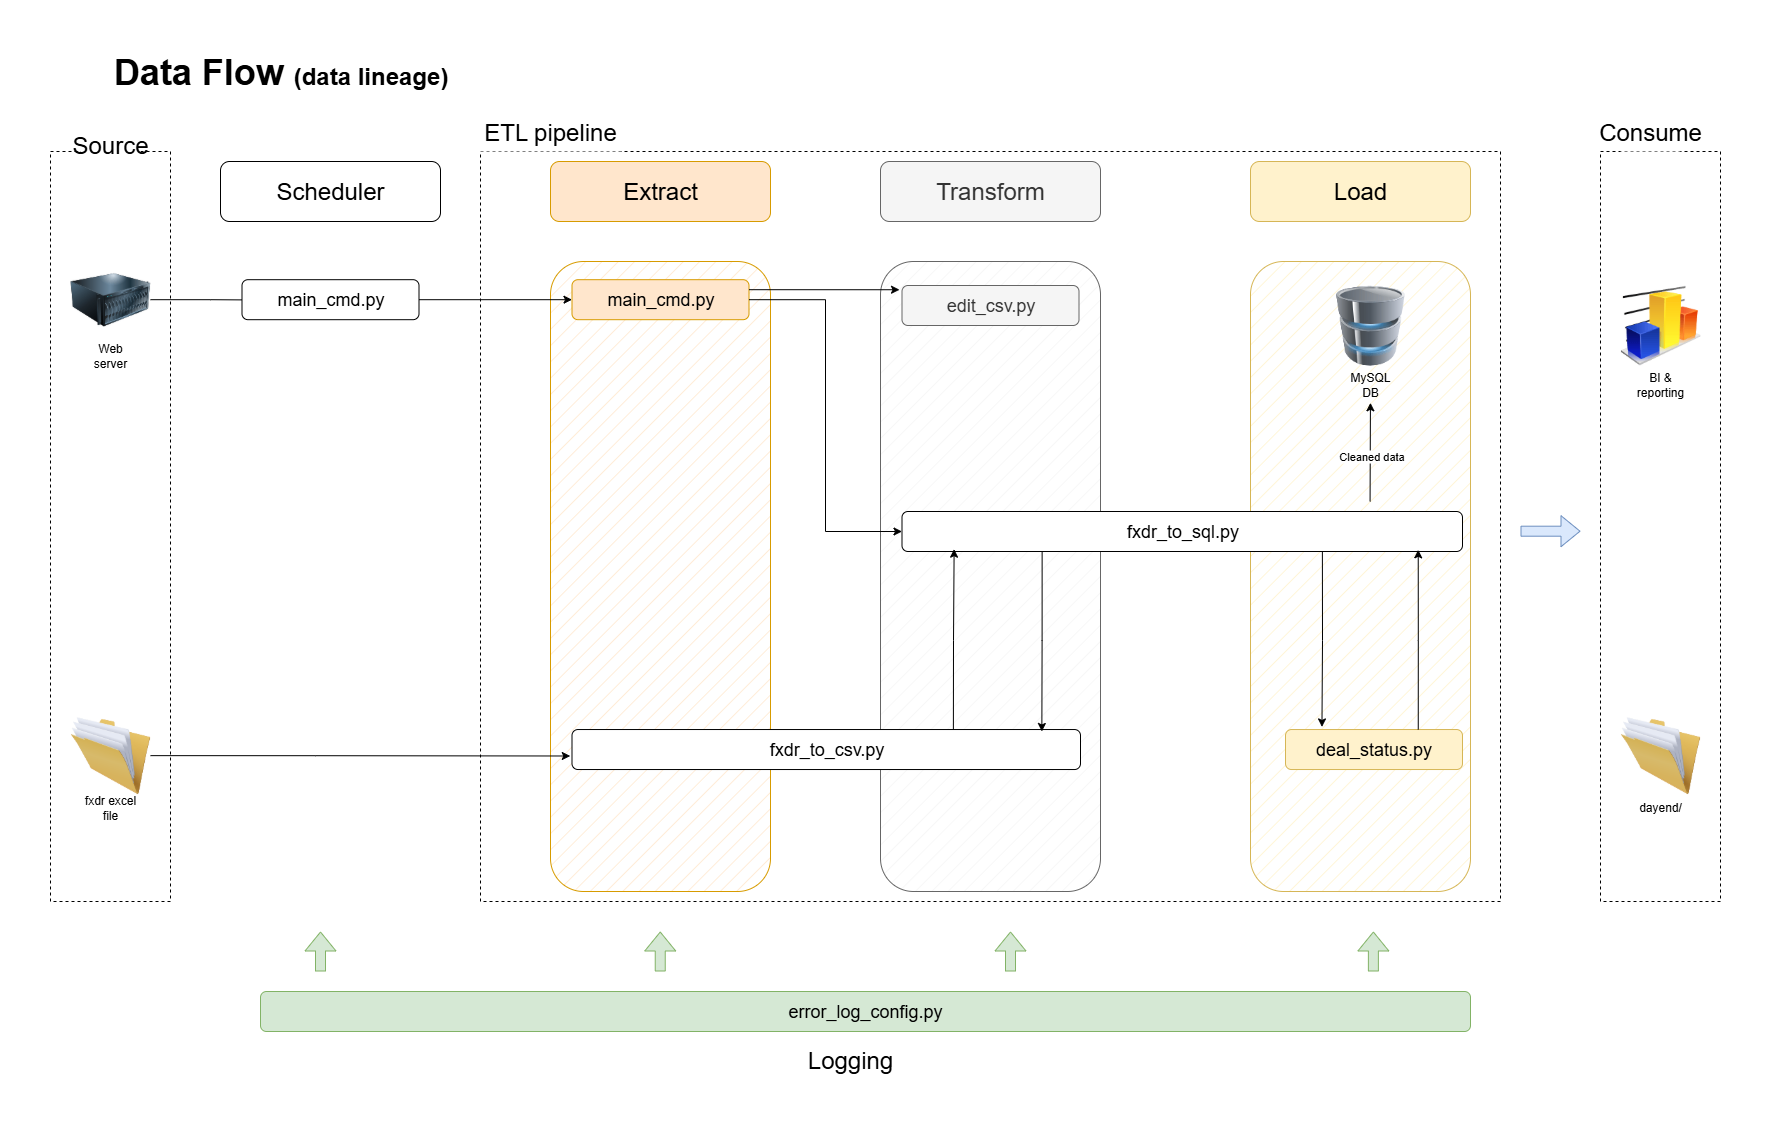 Data Flow (data lineage)
Source
ETL pipeline
Consume
Scheduler
Extract
Transform
Load
main_cmd.py
main_cmd.py
edit_csv.py
Web
server
MySQL
DB
BI &
reporting
Cleaned data
fxdr_to_sql.py
fxdr_to_csv.py
deal_status.py
fxdr excel
file
dayend/
error_log_config.py
Logging